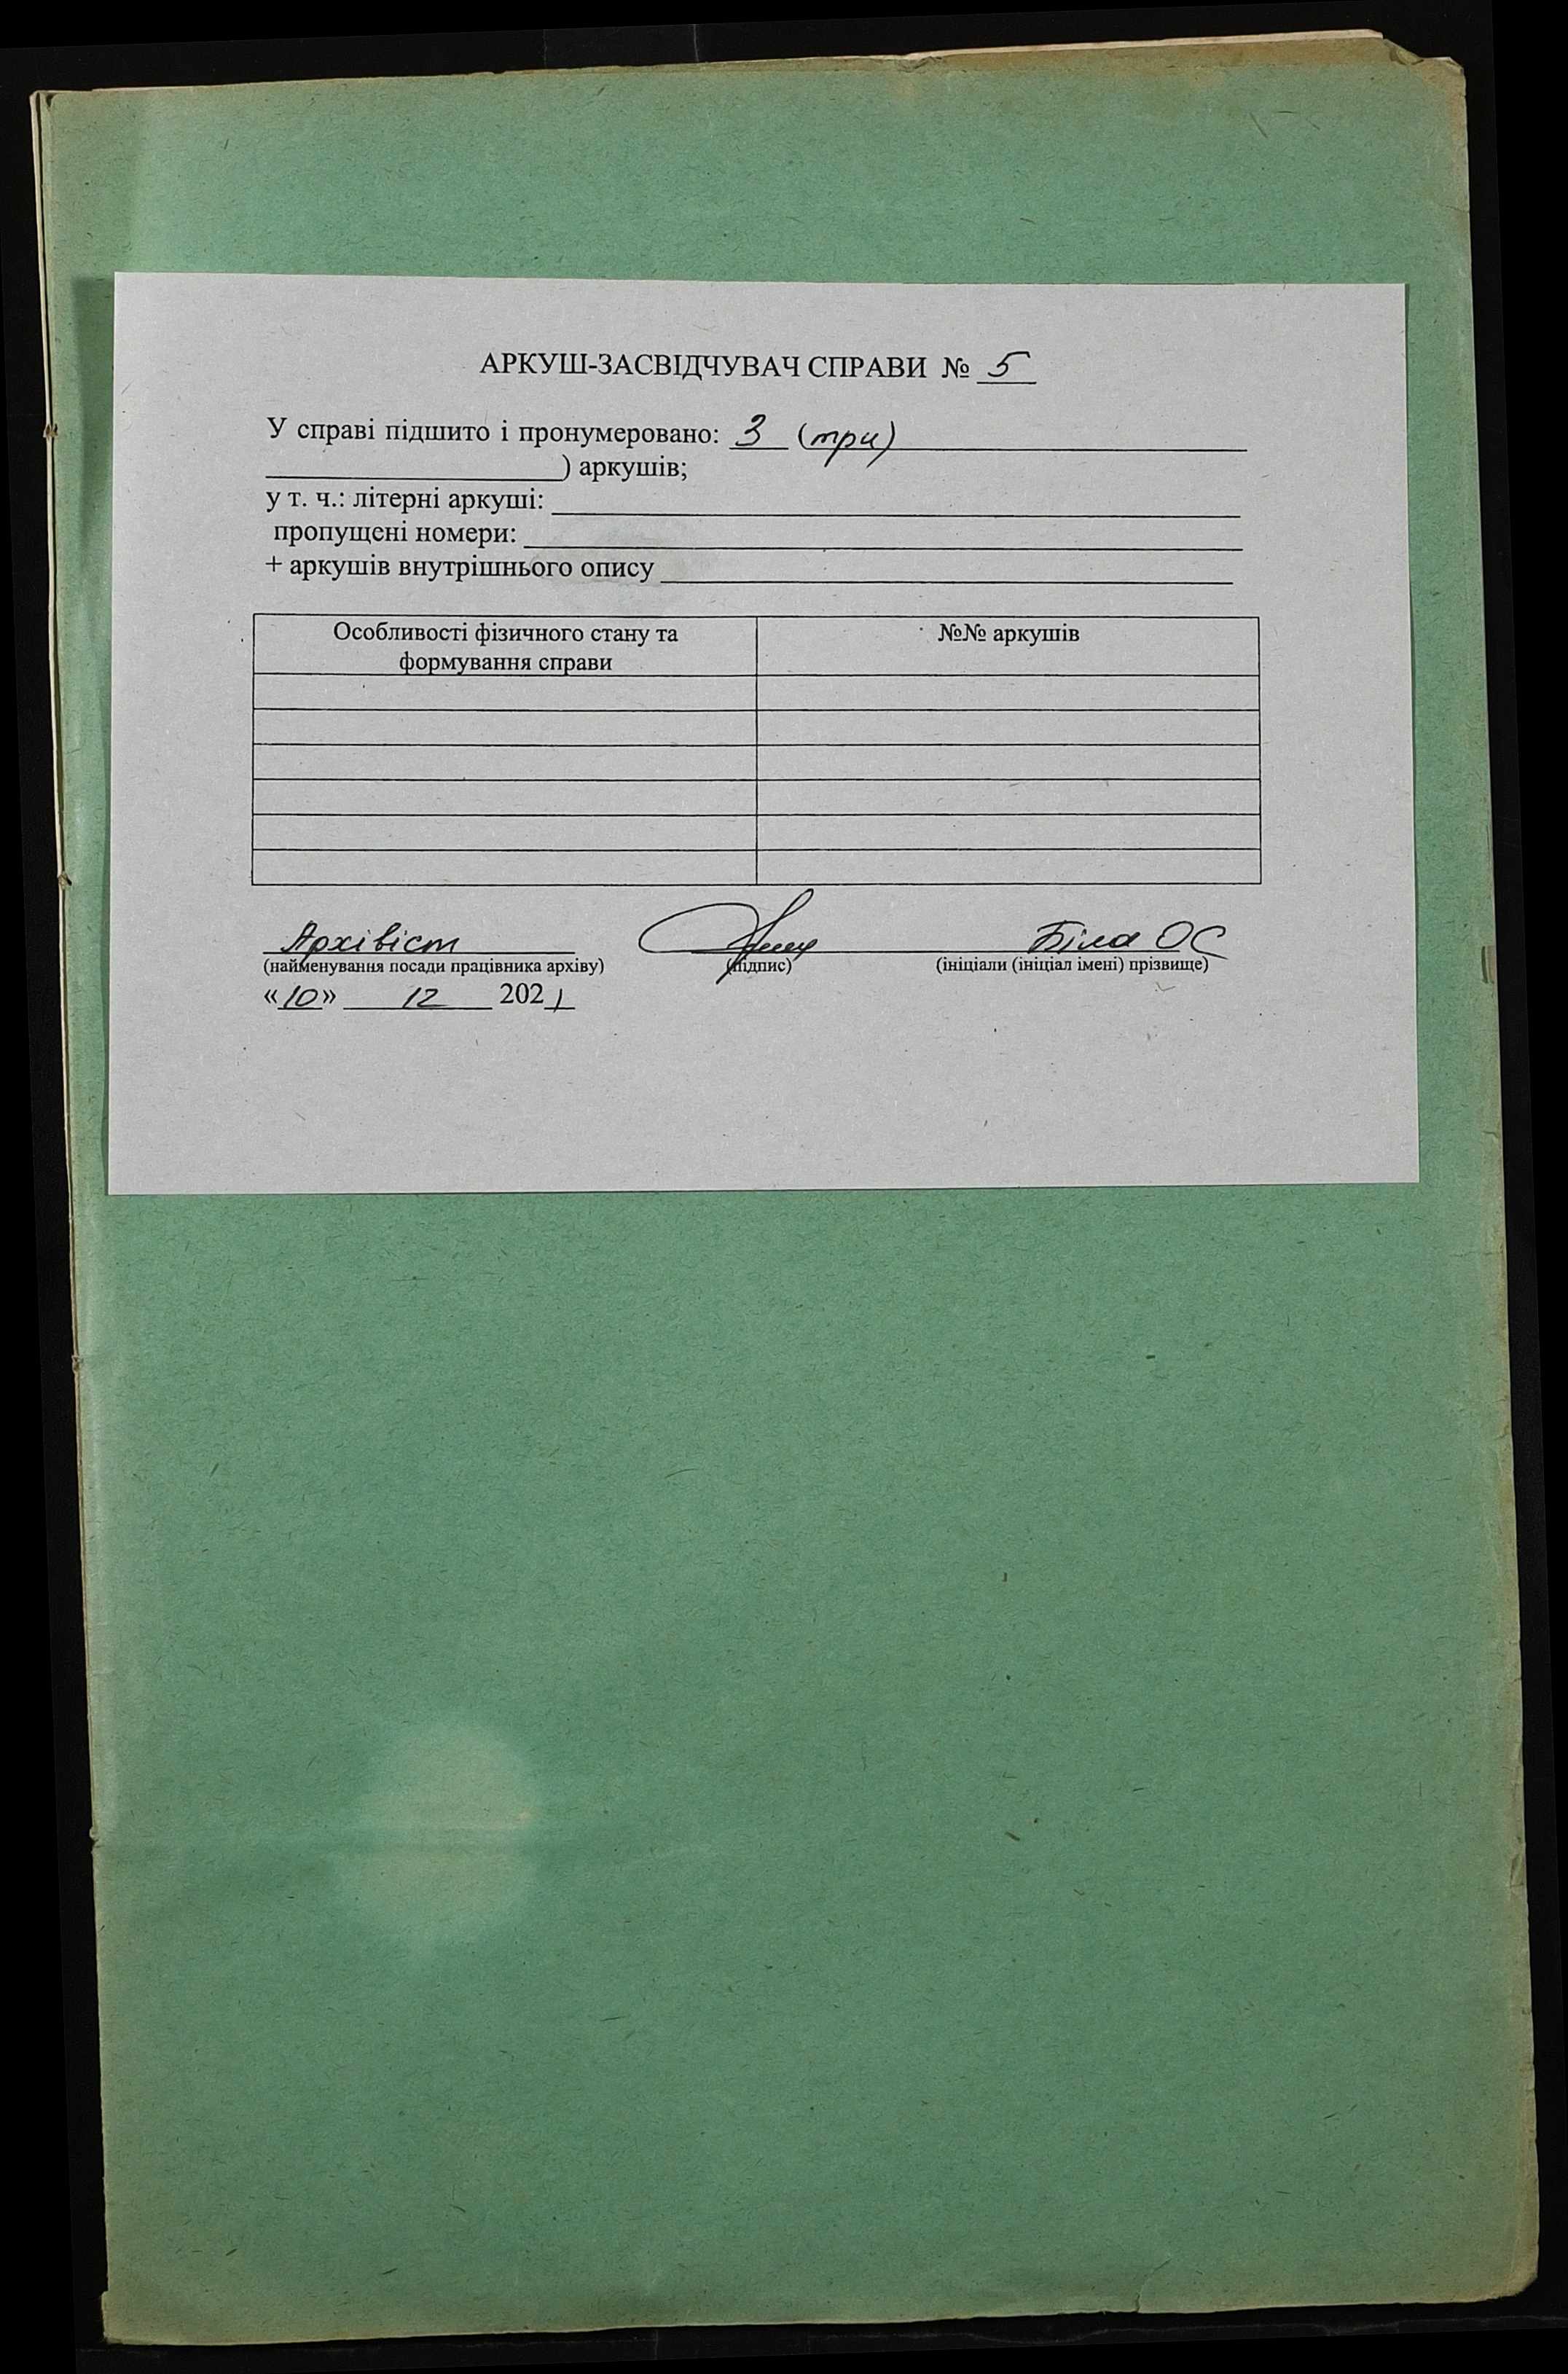 АРКУШ-ЗАСВІДЧУВАЧ СПРАВИ № 5
У справі підшито і пронумеровано: 3 (три)
) аркушів;
у т. ч.: літерні аркуші:
пропущені номери:
+ аркушів внутрішнього опису
Особливості фізичного стану та №№ аркушів
формування справи
Архівіст Біла ОС
(найменування посади працівника архіву) (підпис) (ініціали (ініціал імені) прізвище)
«10» 12 2021